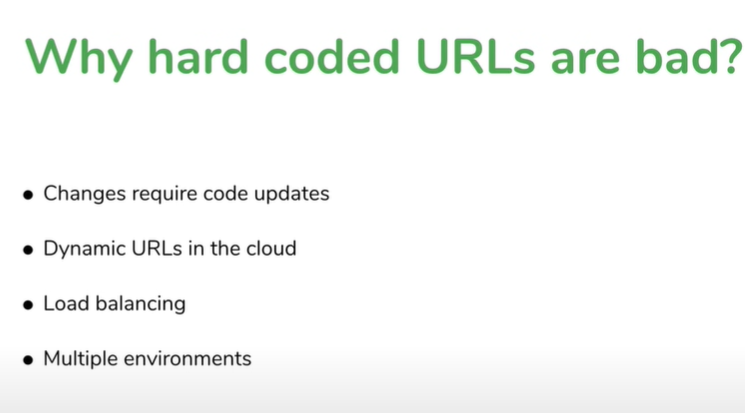 Why hard coded URLs are bad?
• Changes require code updates
• Dynamic URLs in the cloud
• Load balancing
• Multiple environments